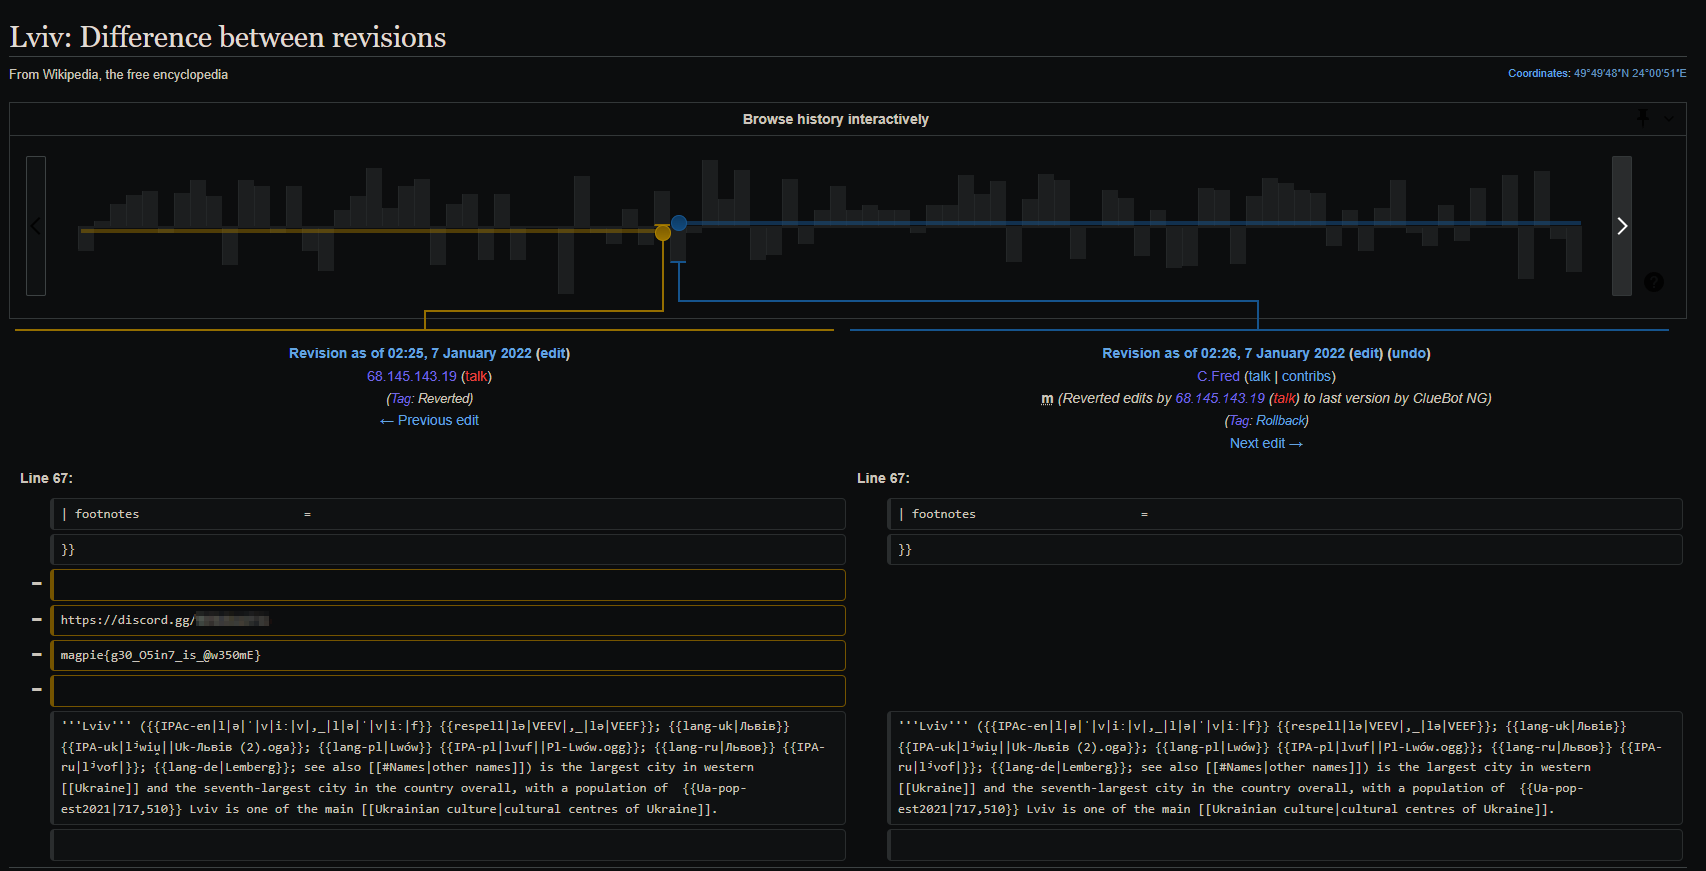 Lviv: Difference between revisions
From Wikipedia, the free encyclopedia
Coordinates: 49°49′48″N 24°00′51″E
Browse history interactively
Revision as of 02:25, 7 January 2022 (edit)
68.145.143.19 (talk)
(Tag: Reverted)
← Previous edit
Revision as of 02:26, 7 January 2022 (edit) (undo)
C.Fred (talk | contribs)
m (Reverted edits by 68.145.143.19 (talk) to last version by ClueBot NG)
(Tag: Rollback)
Next edit →
Line 67:
| footnotes =
}}
−
− https://discord.gg/
− magpie{g30_O5in7_is_@w350mE}
−
'''Lviv''' ({{IPAc-en|l|ə|ˈ|v|iː|v|,_|l|ə|ˈ|v|iː|f}} {{respell|lə|VEEV|,_|lə|VEEF}}; {{lang-uk|Львів}}
{{IPA-uk|lʲwiu̯||Uk-Львів (2).oga}}; {{lang-pl|Lwów}} {{IPA-pl|lvuf||Pl-Lwów.ogg}}; {{lang-ru|Львов}} {{IPA-
ru|lʲvof|}}; {{lang-de|Lemberg}}; see also [[#Names|other names]]) is the largest city in western
[[Ukraine]] and the seventh-largest city in the country overall, with a population of {{Ua-pop-
est2021|717,510}} Lviv is one of the main [[Ukrainian culture|cultural centres of Ukraine]].
Line 67:
| footnotes =
}}
'''Lviv''' ({{IPAc-en|l|ə|ˈ|v|iː|v|,_|l|ə|ˈ|v|iː|f}} {{respell|lə|VEEV|,_|lə|VEEF}}; {{lang-uk|Львів}}
{{IPA-uk|lʲwiu̯||Uk-Львів (2).oga}}; {{lang-pl|Lwów}} {{IPA-pl|lvuf||Pl-Lwów.ogg}}; {{lang-ru|Львов}} {{IPA-
ru|lʲvof|}}; {{lang-de|Lemberg}}; see also [[#Names|other names]]) is the largest city in western
[[Ukraine]] and the seventh-largest city in the country overall, with a population of {{Ua-pop-
est2021|717,510}} Lviv is one of the main [[Ukrainian culture|cultural centres of Ukraine]].